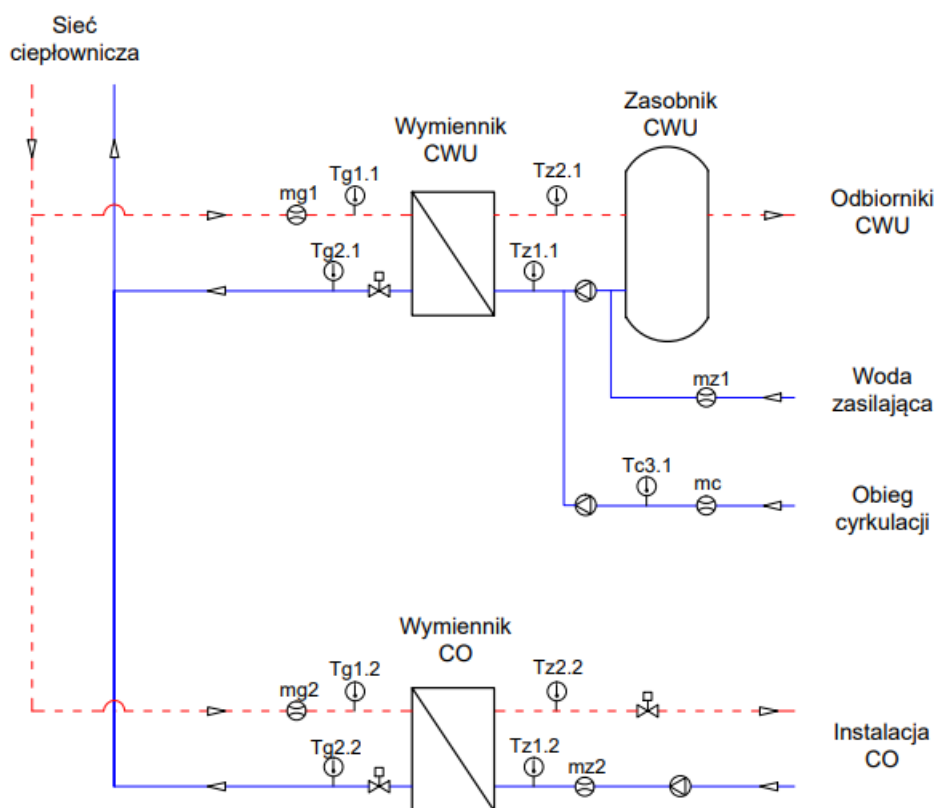 Sieć
ciepłownicza
Zasobnik
CWU
Wymiennik
CWU
Tg1.1
Tz2.1
mg1
Odbiorniki
CWU
Tg2.1
Tz1.1
mz1
Woda
zasilająca
Tc3.1
mc
Obieg
cyrkulacji
Wymiennik
CO
Tg1.2
Tz2.2
mg2
Instalacja
CO
Tg2.2
Tz1.2
mz2